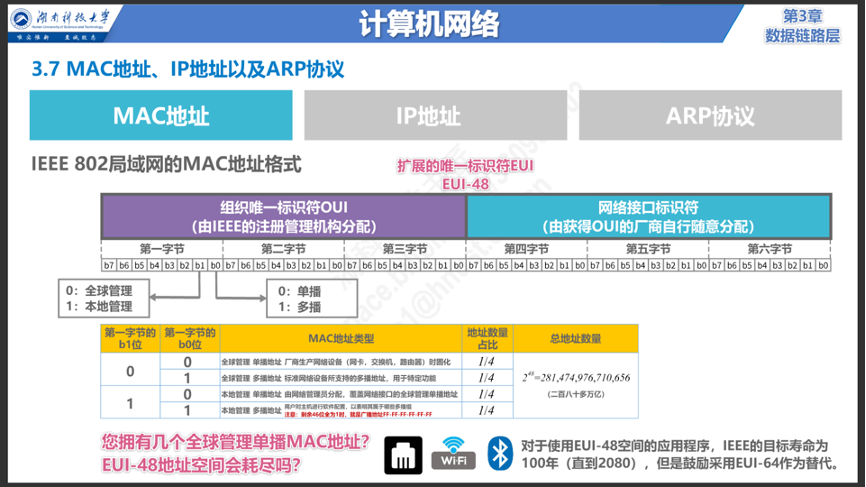 湖南科技大学
Hunan University of Science and Technology
唯实惟新 至诚致志
计算机网络
第3章
数据链路层
3.7 MAC地址、IP地址以及ARP协议
MAC地址
IP地址
ARP协议
IEEE 802局域网的MAC地址格式
扩展的唯一标识符EUI
EUI-48
组织唯一标识符OUI
(由IEEE的注册管理机构分配)
网络接口标识符
(由获得OUI的厂商自行随意分配)
第一字节 第二字节 第三字节 第四字节 第五字节 第六字节
b7 b6 b5 b4 b3 b2 b1 b0 b7 b6 b5 b4 b3 b2 b1 b0 b7 b6 b5 b4 b3 b2 b1 b0 b7 b6 b5 b4 b3 b2 b1 b0 b7 b6 b5 b4 b3 b2 b1 b0 b7 b6 b5 b4 b3 b2 b1 b0
0：全球管理
1：本地管理
0：单播
1：多播
第一字节的b1位 第一字节的b0位 MAC地址类型 地址数量占比 总地址数量
0 0 全球管理 单播地址 厂商生产网络设备（网卡，交换机，路由器）时固化 1/4
1 全球管理 多播地址 标准网络设备所支持的多播地址，用于特定功能 1/4
2^48=281,474,976,710,656
(二百八十多万亿)
1 0 本地管理 单播地址 由网络管理员分配，覆盖网络接口的全球管理单播地址 1/4
1 本地管理 多播地址 用户对主机进行软件配置，以表明其属于哪些多播组 1/4
注意：剩余46位全为1时，就是广播地址FF-FF-FF-FF-FF-FF
您拥有几个全球管理单播MAC地址？
EUI-48地址空间会耗尽吗？
Wi-Fi
对于使用EUI-48空间的应用程序，IEEE的目标寿命为
100年（直到2080），但是鼓励采用EUI-64作为替代。